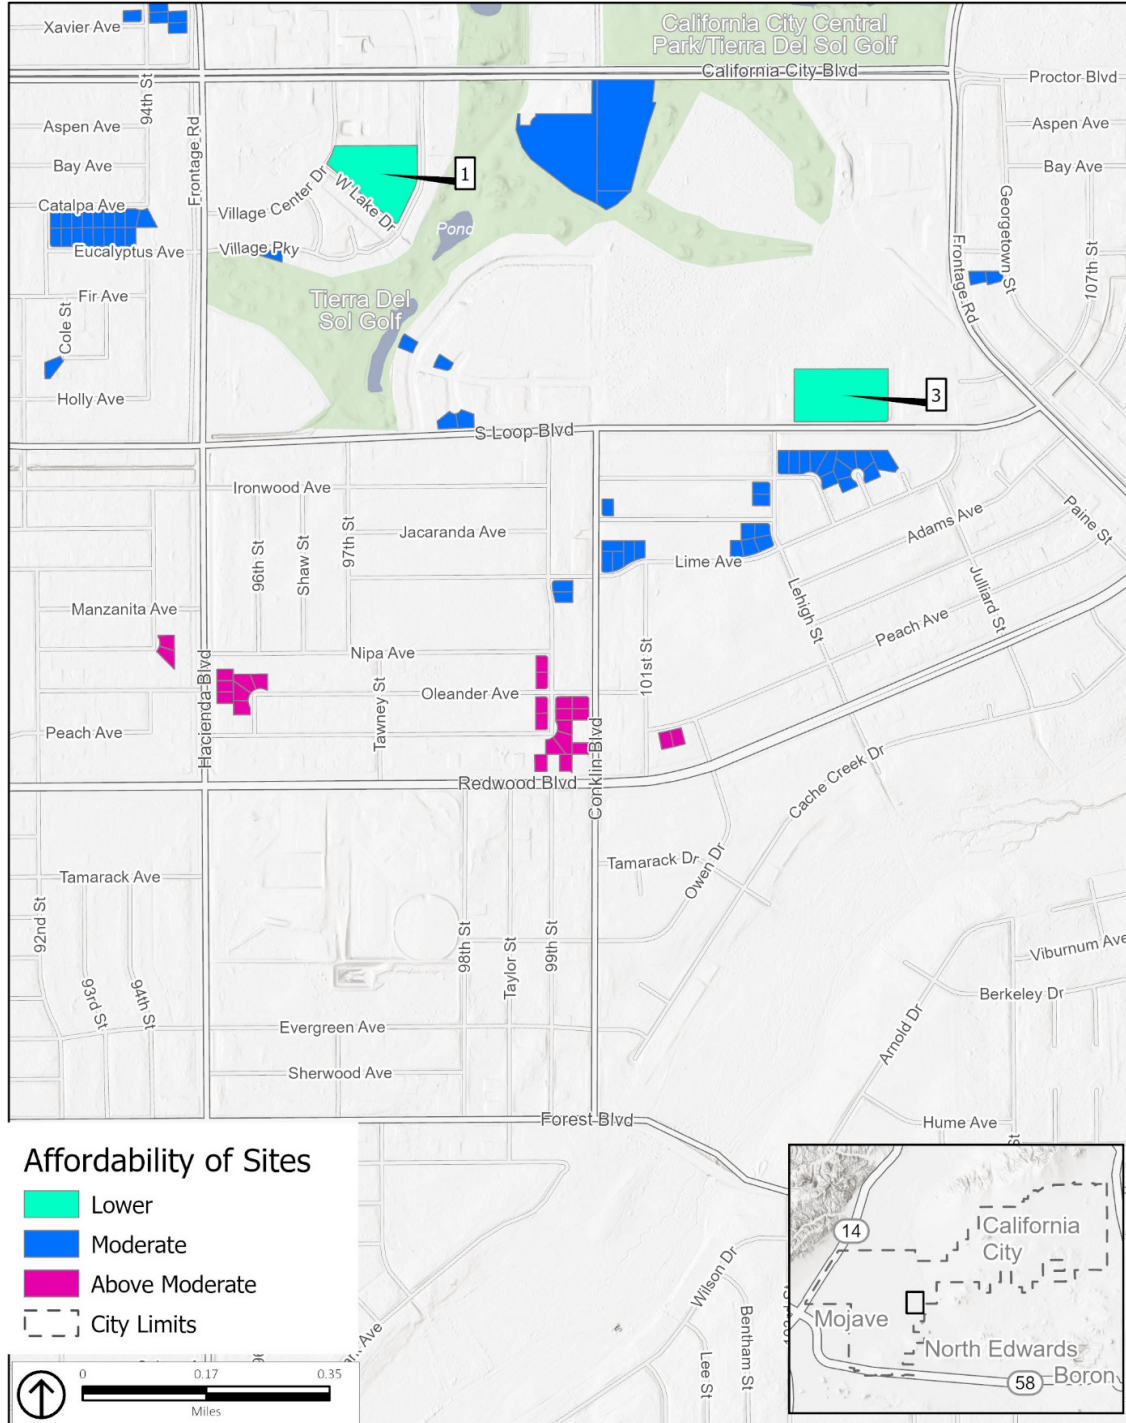 Xavier Ave
94th St
California City Central
Park/Tierra Del Sol Golf
California City Blvd
Proctor Blvd
Aspen Ave
Frontage Rd
Aspen Ave
Bay Ave
1
Bay Ave
Village Center Dr
W Lake Dr
Catalpa Ave
Georgetown St
Pond
Eucalyptus Ave
Village Pky
Frontage Rd
107th St
Fir Ave
Tierra Del
Sol Golf
Cole St
Holly Ave
3
S Loop Blvd
Ironwood Ave
Jacaranda Ave
96th St
Shaw St
97th St
Adams Ave
Paine St
Lime Ave
Lehigh St
Julliard St
Manzanita Ave
Peach Ave
Nipa Ave
101st St
Hacienda Blvd
Oleander Ave
Tawney St
Peach Ave
Conklin Blvd
Redwood Blvd
Cache Creek Dr
Tamarack Dr
Owen Dr
Tamarack Ave
92nd St
98th St
Taylor St
99th St
Viburnum Ave
93rd St
94th St
Berkeley Dr
Evergreen Ave
Arnold Dr
Sherwood Ave
Forest Blvd
Hume Ave
Affordability of Sites
Lower
Moderate
Above Moderate
City Limits
0 0.17 0.35
Miles
Wilson Dr
Bentham St
Lee St
14
California
City
Mojave
North Edwards
Boron
58